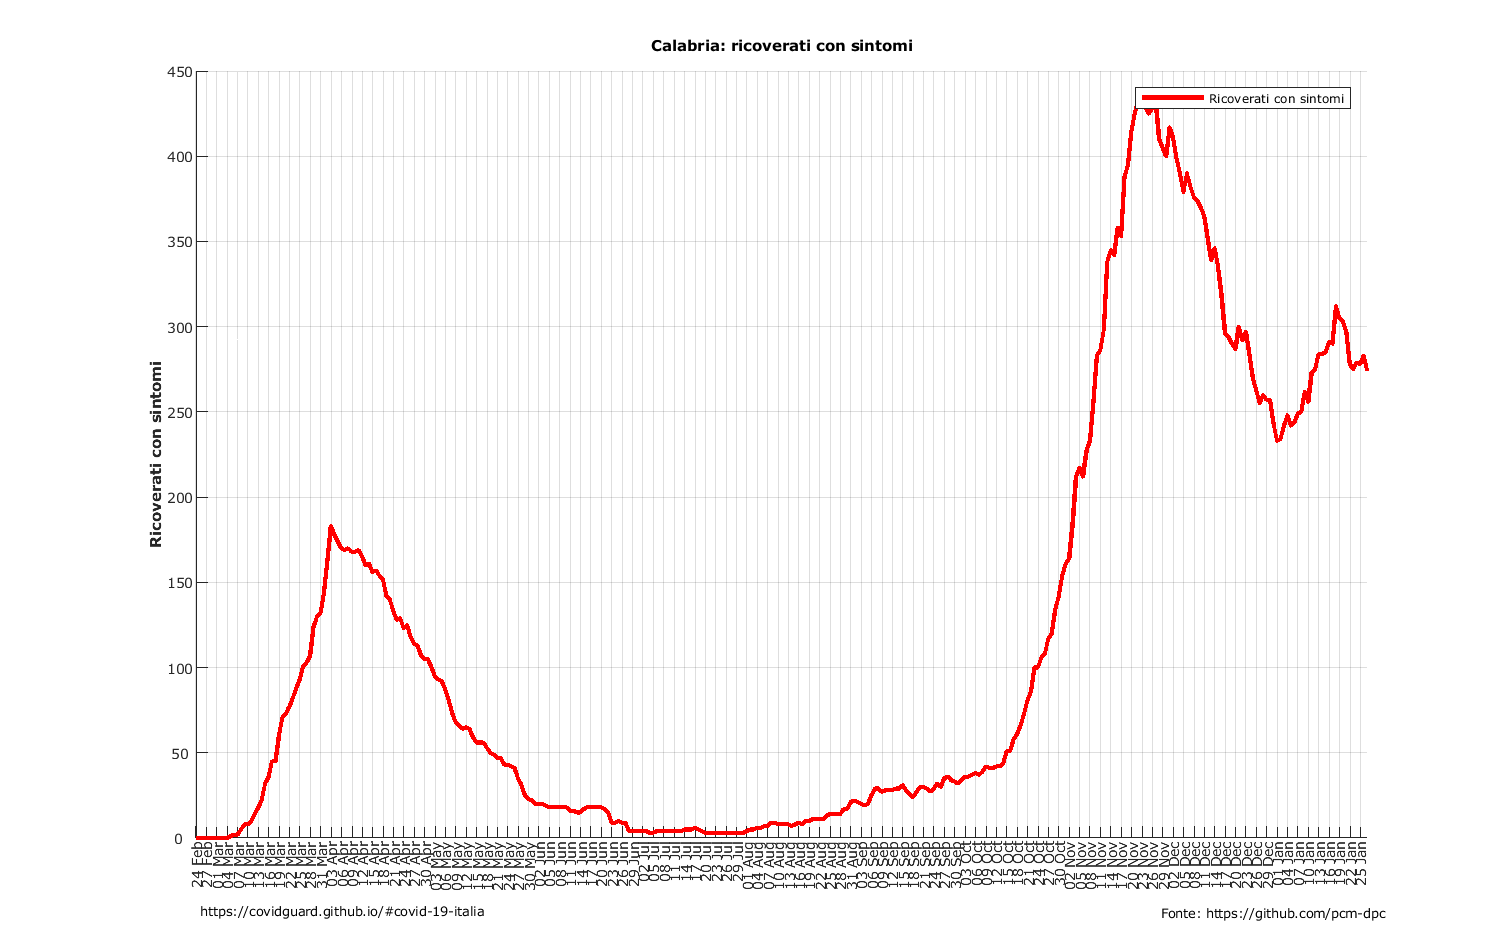 Calabria: ricoverati con sintomi
Ricoverati con sintomi
450
400
350
300
250
200
150
100
50
0
Ricoverati con sintomi
24 Feb
27 Feb
01 Mar
04 Mar
07 Mar
10 Mar
13 Mar
16 Mar
19 Mar
22 Mar
25 Mar
28 Mar
31 Mar
03 Apr
06 Apr
09 Apr
12 Apr
15 Apr
18 Apr
21 Apr
24 Apr
27 Apr
30 Apr
03 May
06 May
09 May
12 May
15 May
18 May
21 May
24 May
27 May
30 May
02 Jun
05 Jun
08 Jun
11 Jun
14 Jun
17 Jun
20 Jun
23 Jun
26 Jun
29 Jun
02 Jul
05 Jul
08 Jul
11 Jul
14 Jul
17 Jul
20 Jul
23 Jul
26 Jul
29 Jul
01 Aug
04 Aug
07 Aug
10 Aug
13 Aug
16 Aug
19 Aug
22 Aug
25 Aug
28 Aug
31 Aug
03 Sep
06 Sep
09 Sep
12 Sep
15 Sep
18 Sep
21 Sep
24 Sep
27 Sep
30 Sep
03 Oct
06 Oct
09 Oct
12 Oct
15 Oct
18 Oct
21 Oct
24 Oct
27 Oct
30 Oct
02 Nov
05 Nov
08 Nov
11 Nov
14 Nov
17 Nov
20 Nov
23 Nov
26 Nov
29 Nov
02 Dec
05 Dec
08 Dec
11 Dec
14 Dec
17 Dec
20 Dec
23 Dec
26 Dec
29 Dec
01 Jan
04 Jan
07 Jan
10 Jan
13 Jan
16 Jan
19 Jan
22 Jan
25 Jan
https://covidguard.github.io/#covid-19-italia
Fonte: https://github.com/pcm-dpc